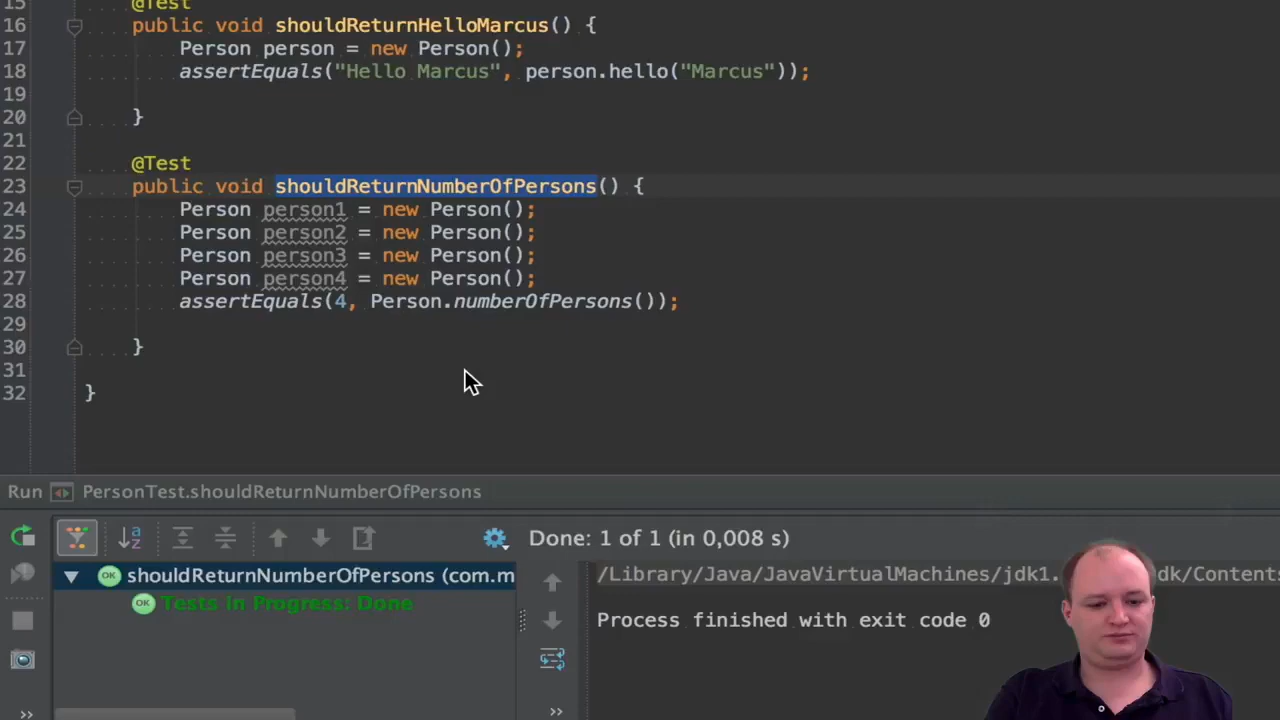 15 @Test
16 public void shouldReturnHelloMarcus() {
17 Person person = new Person();
18 assertEquals("Hello Marcus", person.hello("Marcus"));
19
20 }
21
22 @Test
23 public void shouldReturnNumberOfPersons() {
24 Person person1 = new Person();
25 Person person2 = new Person();
26 Person person3 = new Person();
27 Person person4 = new Person();
28 assertEquals(4, Person.numberOfPersons());
29
30 }
31
32 }
Run PersonTest.shouldReturnNumberOfPersons
Done: 1 of 1 (in 0,008 s)
OK shouldReturnNumberOfPersons (com.m
/Library/Java/JavaVirtualMachines/jdk1. dk/Contents
OK Tests in Progress: Done
Process finished with exit code 0